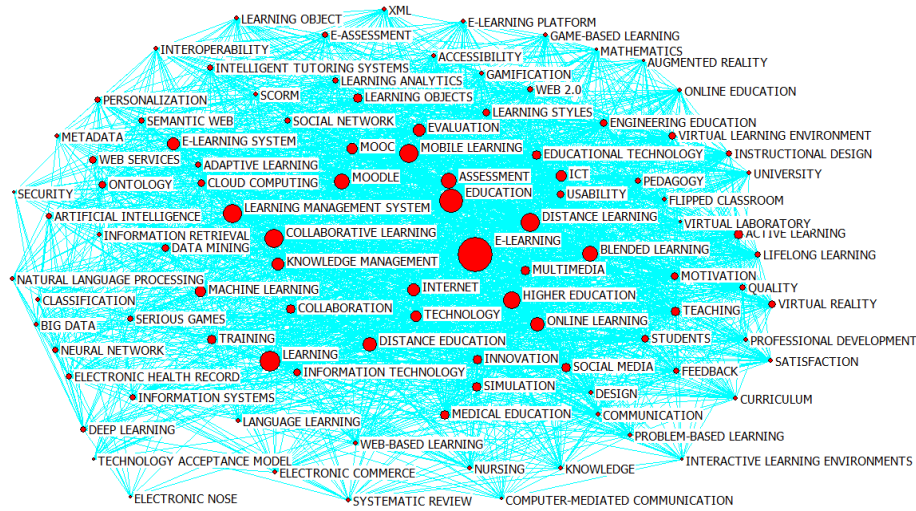 XML
LEARNING OBJECT
E-LEARNING PLATFORM
E-ASSESSMENT
GAME-BASED LEARNING
INTEROPERABILITY
MATHEMATICS
ACCESSIBILITY
AUGMENTED REALITY
INTELLIGENT TUTORING SYSTEMS
GAMIFICATION
LEARNING ANALYTICS
WEB 2.0
ONLINE EDUCATION
SCORM
LEARNING OBJECTS
PERSONALIZATION
LEARNING STYLES
SEMANTIC WEB
SOCIAL NETWORK
ENGINEERING EDUCATION
EVALUATION
METADATA
VIRTUAL LEARNING ENVIRONMENT
E-LEARNING SYSTEM
MOOC
MOBILE LEARNING
EDUCATIONAL TECHNOLOGY
INSTRUCTIONAL DESIGN
WEB SERVICES
ADAPTIVE LEARNING
UNIVERSITY
ONTOLOGY
CLOUD COMPUTING
MOODLE
ASSESSMENT
ICT
PEDAGOGY
SECURITY
EDUCATION
USABILITY
FLIPPED CLASSROOM
ARTIFICIAL INTELLIGENCE
LEARNING MANAGEMENT SYSTEM
DISTANCE LEARNING
VIRTUAL LABORATORY
INFORMATION RETRIEVAL
COLLABORATIVE LEARNING
ACTIVE LEARNING
DATA MINING
E-LEARNING
BLENDED LEARNING
LIFELONG LEARNING
KNOWLEDGE MANAGEMENT
MULTIMEDIA
NATURAL LANGUAGE PROCESSING
MOTIVATION
MACHINE LEARNING
INTERNET
QUALITY
CLASSIFICATION
HIGHER EDUCATION
VIRTUAL REALITY
COLLABORATION
TEACHING
SERIOUS GAMES
TECHNOLOGY
BIG DATA
ONLINE LEARNING
TRAINING
DISTANCE EDUCATION
STUDENTS
PROFESSIONAL DEVELOPMENT
NEURAL NETWORK
LEARNING
INNOVATION
SATISFACTION
SOCIAL MEDIA
ELECTRONIC HEALTH RECORD
INFORMATION TECHNOLOGY
FEEDBACK
SIMULATION
DESIGN
INFORMATION SYSTEMS
CURRICULUM
MEDICAL EDUCATION
COMMUNICATION
LANGUAGE LEARNING
DEEP LEARNING
PROBLEM-BASED LEARNING
WEB-BASED LEARNING
TECHNOLOGY ACCEPTANCE MODEL
INTERACTIVE LEARNING ENVIRONMENTS
ELECTRONIC COMMERCE
NURSING
KNOWLEDGE
ELECTRONIC NOSE
SYSTEMATIC REVIEW
COMPUTER-MEDIATED COMMUNICATION